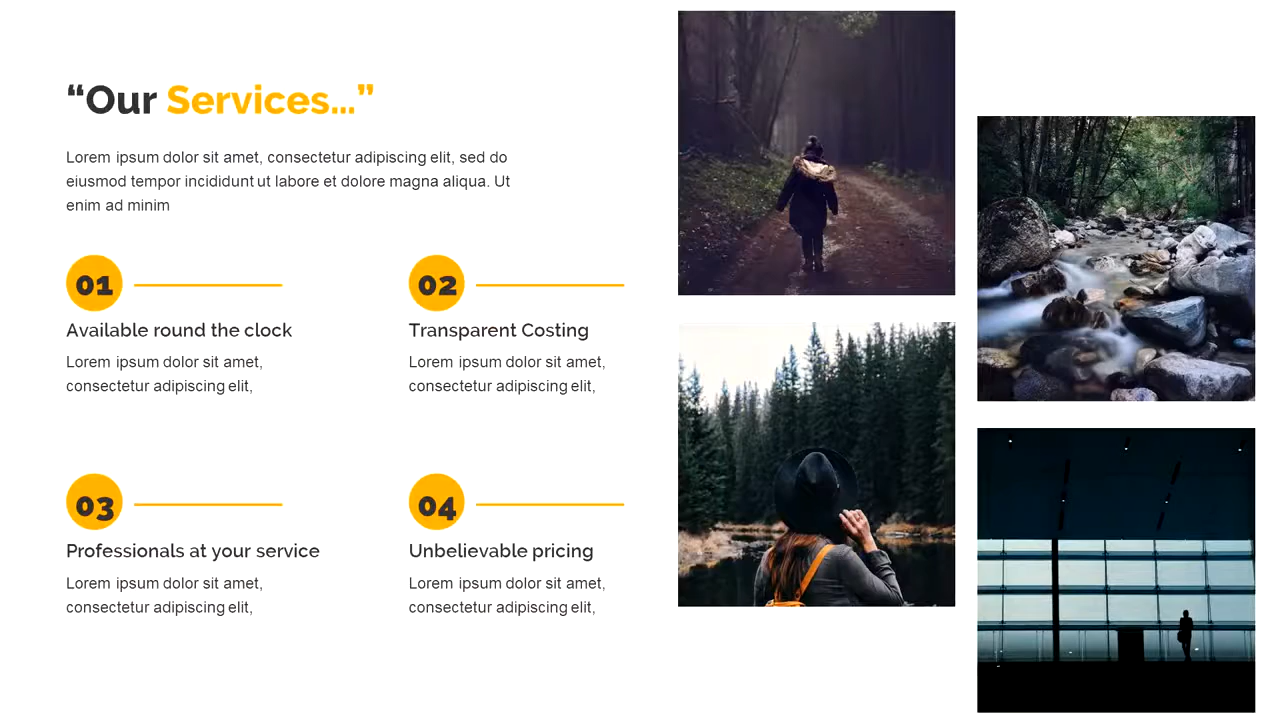 “Our Services...”
Lorem ipsum dolor sit amet, consectetur adipiscing elit, sed do
eiusmod tempor incididunt ut labore et dolore magna aliqua. Ut
enim ad minim
01
Available round the clock
Lorem ipsum dolor sit amet,
consectetur adipiscing elit,
02
Transparent Costing
Lorem ipsum dolor sit amet,
consectetur adipiscing elit,
03
Professionals at your service
Lorem ipsum dolor sit amet,
consectetur adipiscing elit,
04
Unbelievable pricing
Lorem ipsum dolor sit amet,
consectetur adipiscing elit,